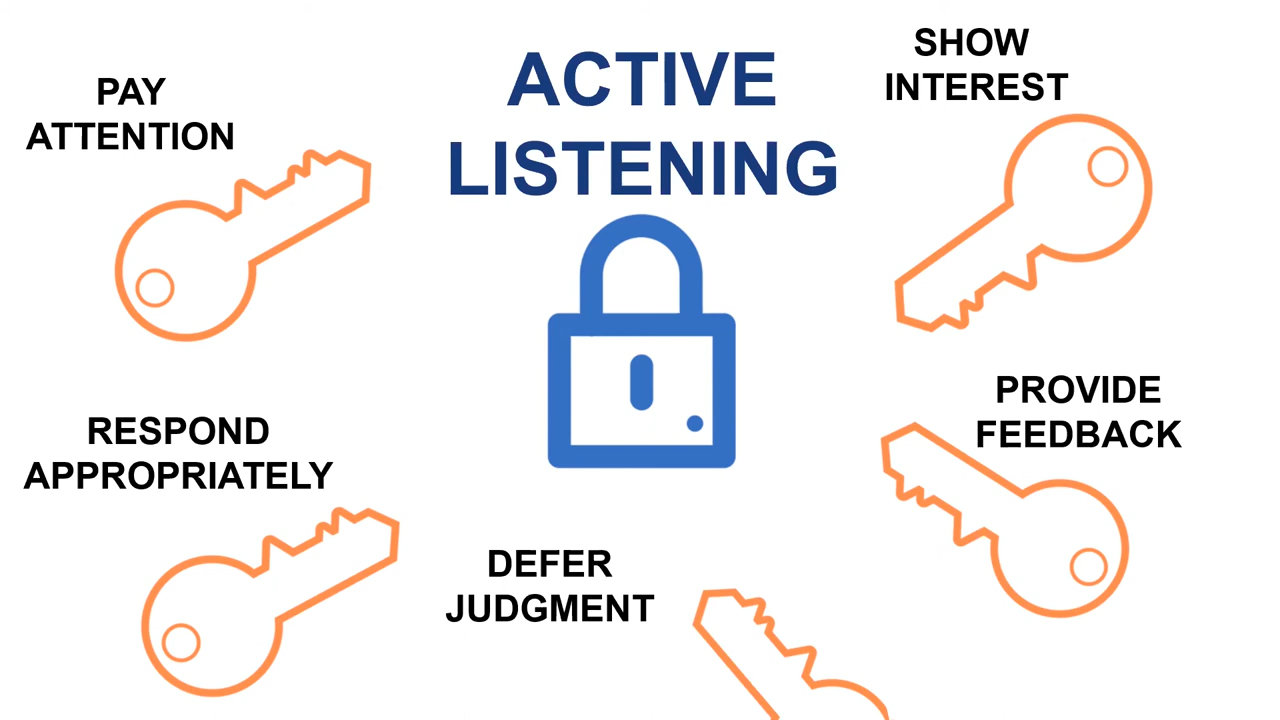 ACTIVE
LISTENING
PAY
ATTENTION
SHOW
INTEREST
RESPOND
APPROPRIATELY
PROVIDE
FEEDBACK
DEFER
JUDGMENT